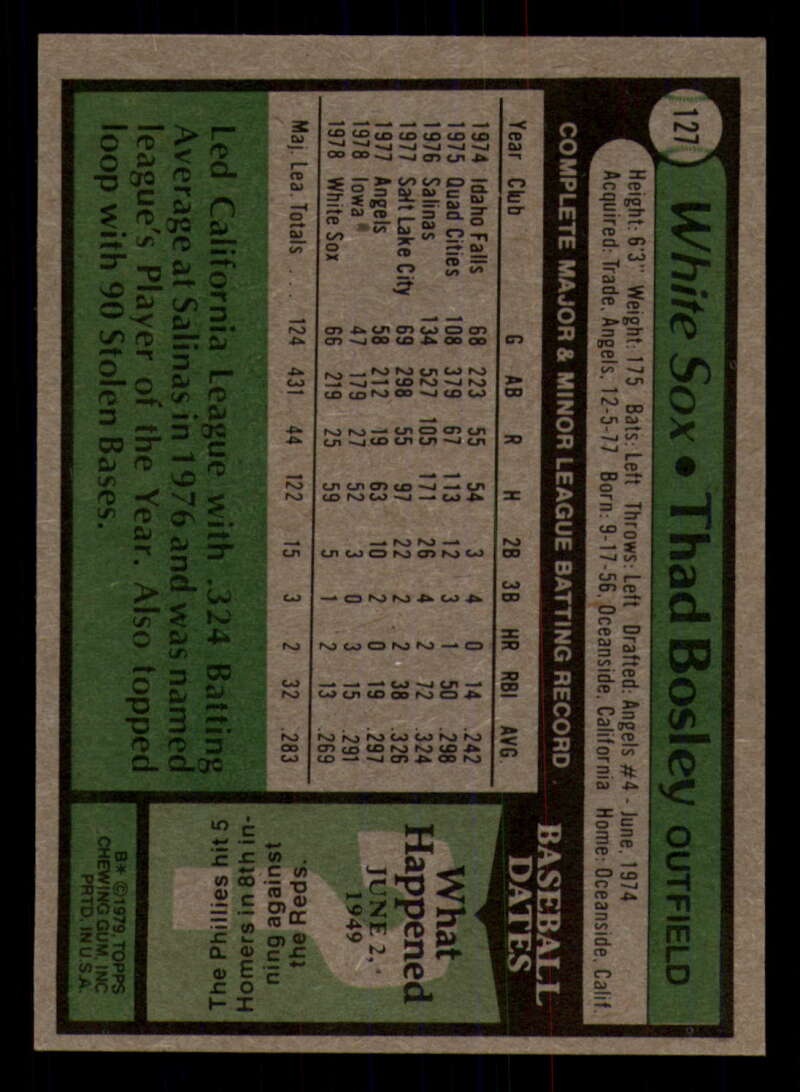 127
White Sox • Thad Bosley OUTFIELD
Height: 6'3" Weight: 175 Bats: Left Throws: Left Drafted: Angels #4 - June, 1974
Acquired: Trade, Angels, 12-5-77 Born: 9-17-56, Oceanside, California Home: Oceanside, Calif.
COMPLETE MAJOR & MINOR LEAGUE BATTING RECORD
Year Club G AB R H 2B 3B HR RBI AVG.
1974 Idaho Falls 68 223 55 54 3 4 0 14 .242
1975 Quad Cities 108 379 67 113 12 3 1 50 .298
1976 Salinas 134 527 105 171 26 4 2 72 .324
1977 Salt Lake City 69 298 55 97 22 2 2 38 .326
1977 Angels 58 212 19 63 10 2 0 19 .297
1978 Iowa 47 179 27 52 3 0 3 15 .291
1978 White Sox 66 219 25 59 5 1 2 13 .269
Maj. Lea. Totals . . . . 124 431 44 122 15 3 2 32 .283
Led California League with .324 Batting
Average at Salinas in 1976 and was named
league's Player of the Year. Also topped
loop with 90 Stolen Bases.
BASEBALL
DATES
What
Happened
JUNE 2,
1949
?
The Phillies hit 5
Homers in 8th in-
ning against
the Reds.
B* © 1979 TOPPS
CHEWING GUM, INC.
PRTD. IN U.S.A.